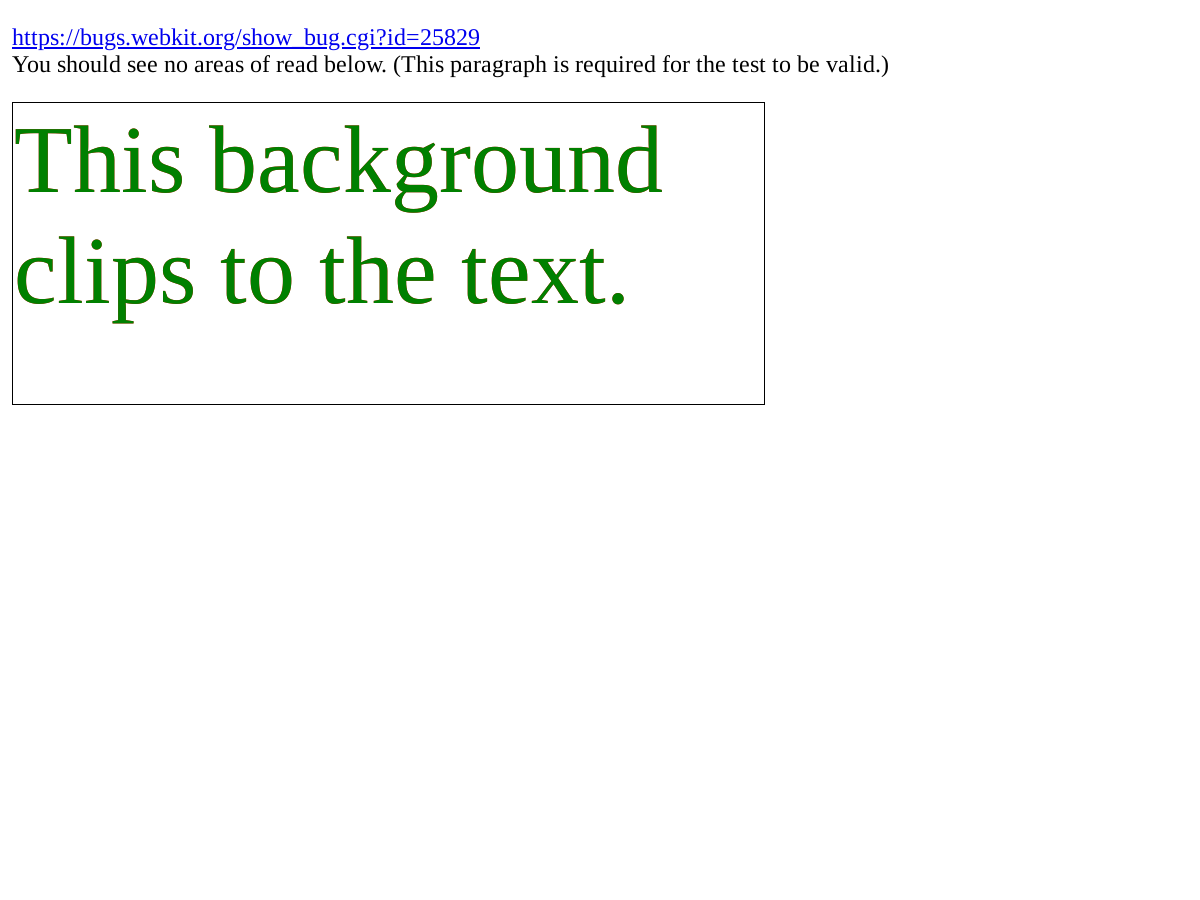 https://bugs.webkit.org/show_bug.cgi?id=25829
You should see no areas of read below. (This paragraph is required for the test to be valid.)
This background
clips to the text.